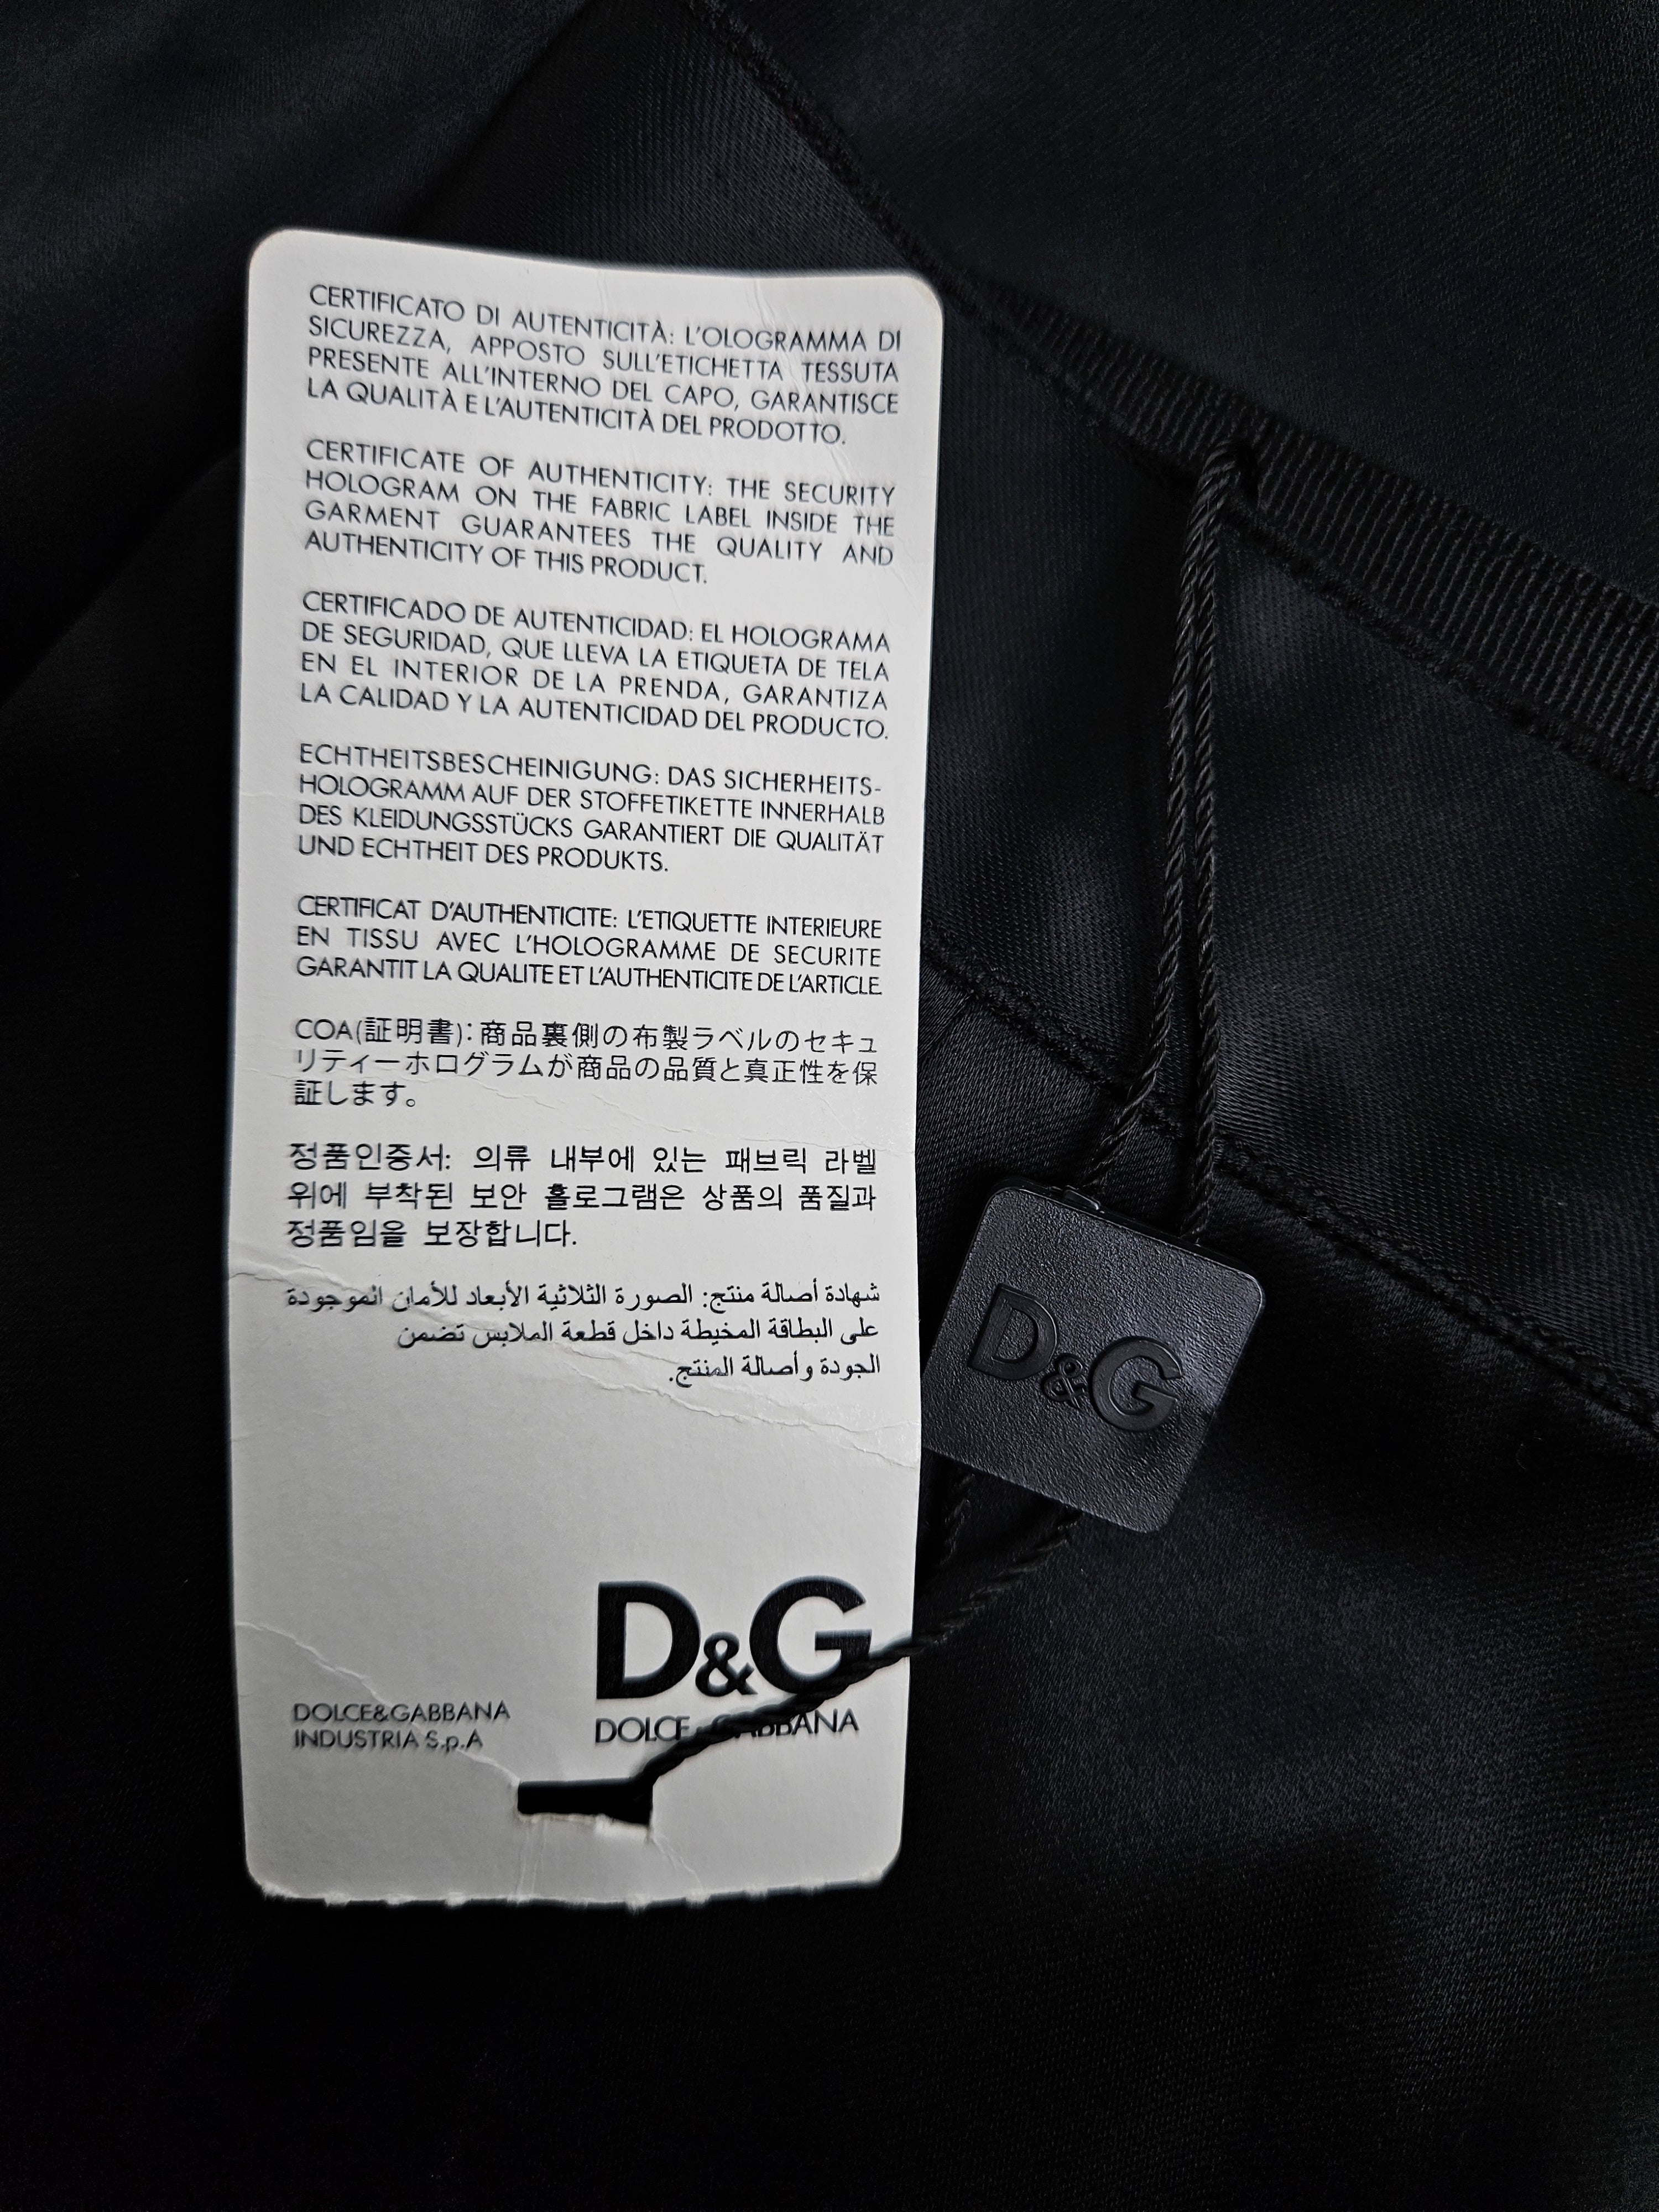 CERTIFICATO DI AUTENTICITÀ: L'OLOGRAMMA DI
SICUREZZA, APPOSTO SULL'ETICHETTA TESSUTA
PRESENTE ALL'INTERNO DEL CAPO, GARANTISCE
LA QUALITÀ E L'AUTENTICITÀ DEL PRODOTTO.
CERTIFICATE OF AUTHENTICITY: THE SECURITY
HOLOGRAM ON THE FABRIC LABEL INSIDE THE
GARMENT GUARANTEES THE QUALITY AND
AUTHENTICITY OF THIS PRODUCT.
CERTIFICADO DE AUTENTICIDAD: EL HOLOGRAMA
DE SEGURIDAD, QUE LLEVA LA ETIQUETA DE TELA
EN EL INTERIOR DE LA PRENDA, GARANTIZA
LA CALIDAD Y LA AUTENTICIDAD DEL PRODUCTO.
ECHTHEITSBESCHEINIGUNG: DAS SICHERHEITS-
HOLOGRAMM AUF DER STOFFETIKETTE INNERHALB
DES KLEIDUNGSSTÜCKS GARANTIERT DIE QUALITÄT
UND ECHTHEIT DES PRODUKTS.
CERTIFICAT D'AUTHENTICITE: L'ETIQUETTE INTERIEURE
EN TISSU AVEC L'HOLOGRAMME DE SECURITE
GARANTIT LA QUALITE ET L'AUTHENTICITE DE L'ARTICLE.
COA(証明書):商品裏側の布製ラベルのセキュ
リティーホログラムが商品の品質と真正性を保
証します。
정품인증서: 의류 내부에 있는 패브릭 라벨
위에 부착된 보안 홀로그램은 상품의 품질과
정품임을 보장합니다.
شهادة أصالة منتج: الصورة الثلاثية الأبعاد للأمان الموجودة
على البطاقة المخيطة داخل قطعة الملابس تضمن
الجودة وأصالة المنتج.
D&G
D&G
DOLCE&GABBANA
INDUSTRIA S.p.A
DOLCE & GABBANA